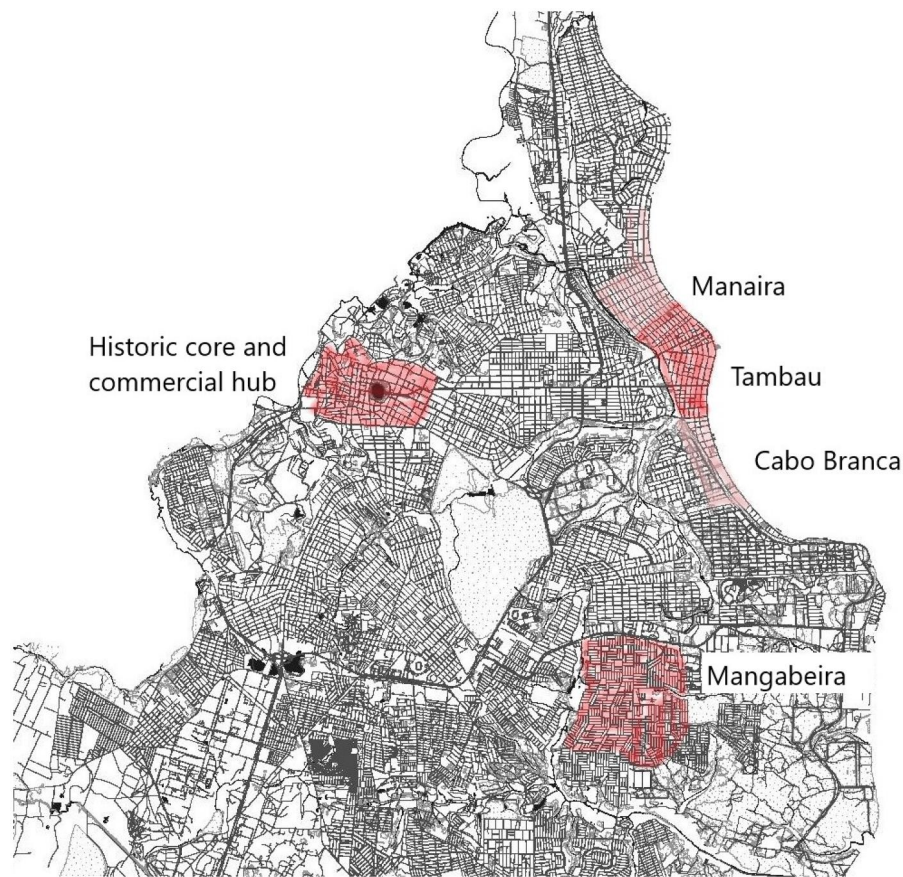 Manaira
Historic core and
commercial hub
Tambau
Cabo Branca
Mangabeira